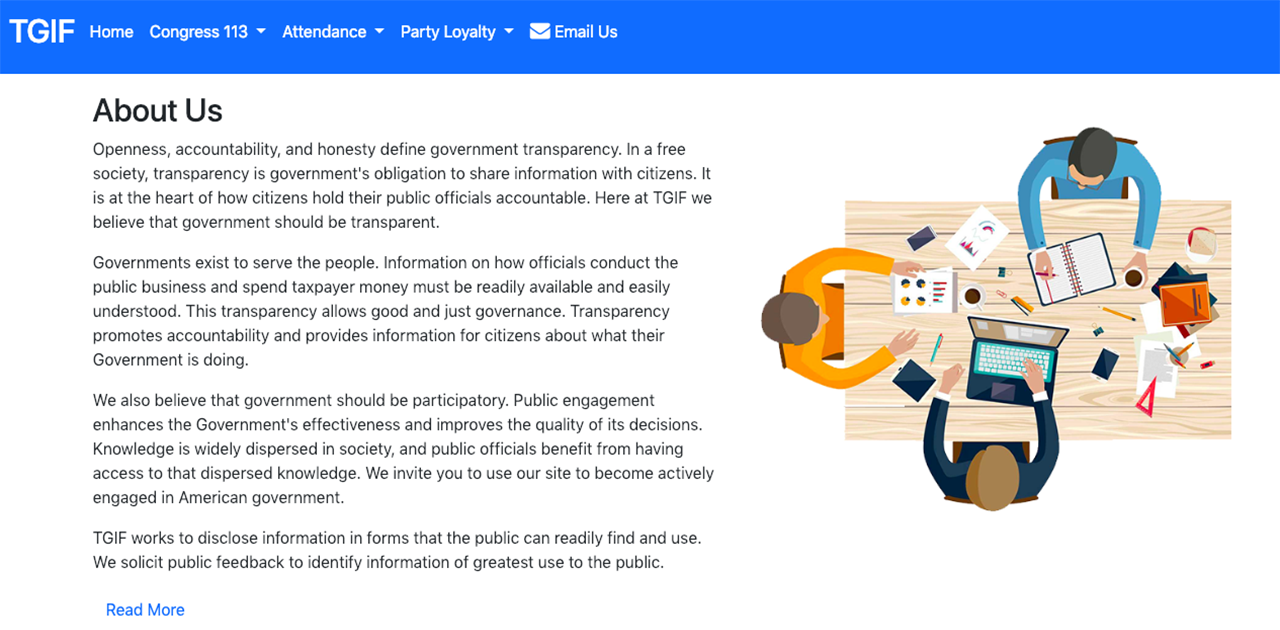 TGIF Home Congress 113 Attendance Party Loyalty Email Us
About Us
Openness, accountability, and honesty define government transparency. In a free
society, transparency is government's obligation to share information with citizens. It
is at the heart of how citizens hold their public officials accountable. Here at TGIF we
believe that government should be transparent.
Governments exist to serve the people. Information on how officials conduct the
public business and spend taxpayer money must be readily available and easily
understood. This transparency allows good and just governance. Transparency
promotes accountability and provides information for citizens about what their
Government is doing.
We also believe that government should be participatory. Public engagement
enhances the Government's effectiveness and improves the quality of its decisions.
Knowledge is widely dispersed in society, and public officials benefit from having
access to that dispersed knowledge. We invite you to use our site to become actively
engaged in American government.
TGIF works to disclose information in forms that the public can readily find and use.
We solicit public feedback to identify information of greatest use to the public.
Read More